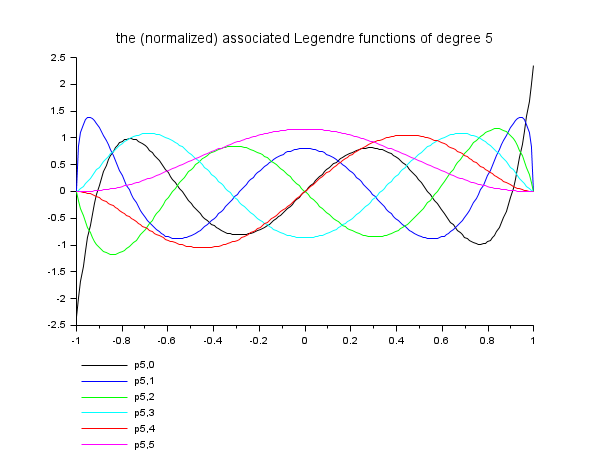 the (normalized) associated Legendre functions of degree 5
2.5
2
1.5
1
0.5
0
-0.5
-1
-1.5
-2
-2.5
-1 -0.8 -0.6 -0.4 -0.2 0 0.2 0.4 0.6 0.8 1
p5,0
p5,1
p5,2
p5,3
p5,4
p5,5